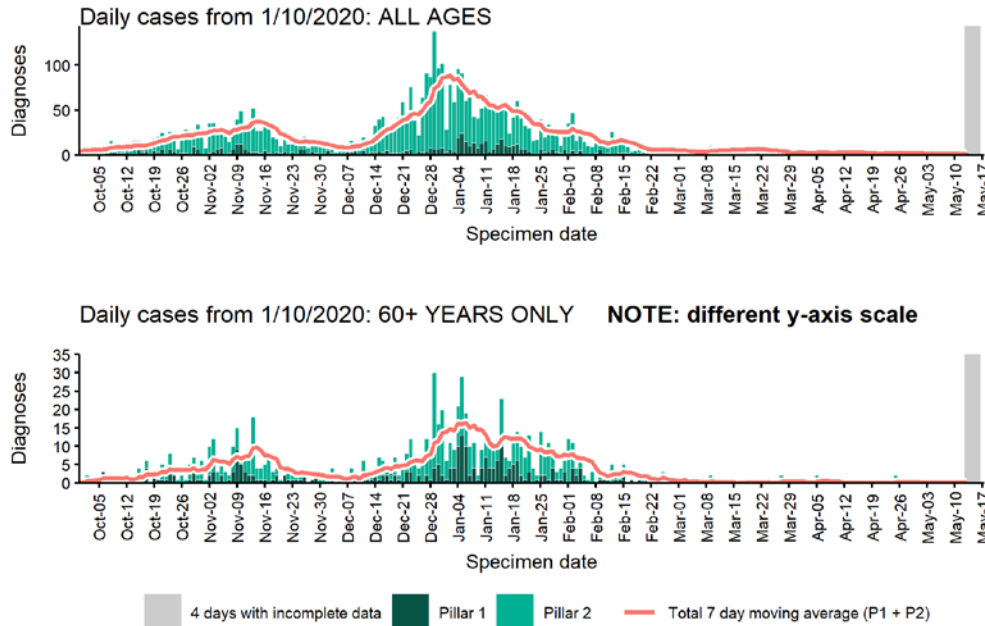 Daily cases from 1/10/2020: ALL AGES
Diagnoses
100
50
0
Oct-05 Oct-12 Oct-19 Oct-26 Nov-02 Nov-09 Nov-16 Nov-23 Nov-30 Dec-07 Dec-14 Dec-21 Dec-28 Jan-04 Jan-11 Jan-18 Jan-25 Feb-01 Feb-08 Feb-15 Feb-22 Mar-01 Mar-08 Mar-15 Mar-22 Mar-29 Apr-05 Apr-12 Apr-19 Apr-26 May-03 May-10 May-17
Specimen date
Daily cases from 1/10/2020: 60+ YEARS ONLY NOTE: different y-axis scale
Diagnoses
35
30
25
20
15
10
5
0
Oct-05 Oct-12 Oct-19 Oct-26 Nov-02 Nov-09 Nov-16 Nov-23 Nov-30 Dec-07 Dec-14 Dec-21 Dec-28 Jan-04 Jan-11 Jan-18 Jan-25 Feb-01 Feb-08 Feb-15 Feb-22 Mar-01 Mar-08 Mar-15 Mar-22 Mar-29 Apr-05 Apr-12 Apr-19 Apr-26 May-03 May-10 May-17
Specimen date
4 days with incomplete data Pillar 1 Pillar 2 Total 7 day moving average (P1 + P2)